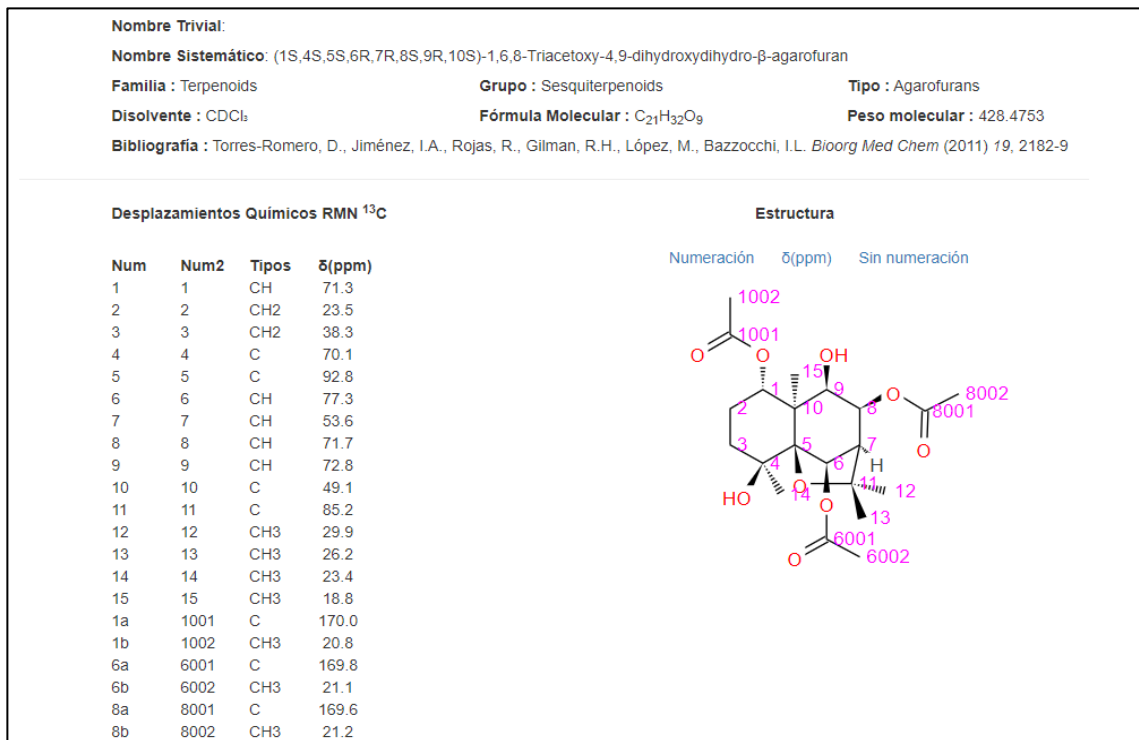 Nombre Trivial:
Nombre Sistemático: (1S,4S,5S,6R,7R,8S,9R,10S)-1,6,8-Triacetoxy-4,9-dihydroxydihydro-β-agarofuran
Familia : Terpenoids Grupo : Sesquiterpenoids Tipo : Agarofurans
Disolvente : CDCl₃ Fórmula Molecular : C₂₁H₃₂O₉ Peso molecular : 428.4753
Bibliografía : Torres-Romero, D., Jiménez, I.A., Rojas, R., Gilman, R.H., López, M., Bazzocchi, I.L. Bioorg Med Chem (2011) 19, 2182-9
Desplazamientos Químicos RMN ¹³C
Num Num2 Tipos δ(ppm)
1 1 CH 71.3
2 2 CH2 23.5
3 3 CH2 38.3
4 4 C 70.1
5 5 C 92.8
6 6 CH 77.3
7 7 CH 53.6
8 8 CH 71.7
9 9 CH 72.8
10 10 C 49.1
11 11 C 85.2
12 12 CH3 29.9
13 13 CH3 26.2
14 14 CH3 23.4
15 15 CH3 18.8
1a 1001 C 170.0
1b 1002 CH3 20.8
6a 6001 C 169.8
6b 6002 CH3 21.1
8a 8001 C 169.6
8b 8002 CH3 21.2
Estructura
Numeración δ(ppm) Sin numeración
1002
1001
O O OH
15
1 9 O 8002
2 10 8 8001
3 5 7 O
4 6 H
HO 14 O 11 12
O 13
6001
O 6002